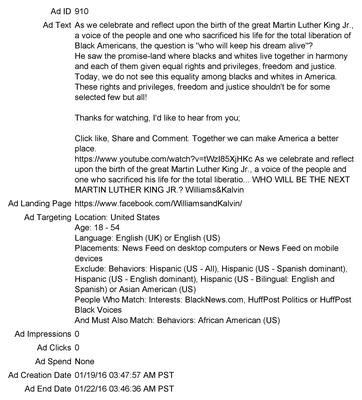 Ad ID 910
Ad Text As we celebrate and reflect upon the birth of the great Martin Luther King Jr.,
a voice of the people and one who sacrificed his life for the total liberation of
Black Americans, the question is "who will keep his dream alive"?
He saw the promise-land where blacks and whites live together in harmony
and each of them given equal rights and privileges, freedom and justice.
Today, we do not see this equality among blacks and whites in America.
These rights and privileges, freedom and justice shouldn't be for some
selected few but all!
Thanks for watching, I'd like to hear from you;
Click like, Share and Comment. Together we can make America a better
place.
https://www.youtube.com/watch?v=tWzI85XjHKc As we celebrate and reflect
upon the birth of the great Martin Luther King Jr., a voice of the people and
one who sacrificed his life for the total liberatio... WHO WILL BE THE NEXT
MARTIN LUTHER KING JR.? Williams&Kalvin
Ad Landing Page https://www.facebook.com/WilliamsandKalvin/
Ad Targeting Location: United States
Age: 18 - 54
Language: English (UK) or English (US)
Placements: News Feed on desktop computers or News Feed on mobile
devices
Exclude: Behaviors: Hispanic (US - All), Hispanic (US - Spanish dominant),
Hispanic (US - English dominant), Hispanic (US - Bilingual: English and
Spanish) or Asian American (US)
People Who Match: Interests: BlackNews.com, HuffPost Politics or HuffPost
Black Voices
And Must Also Match: Behaviors: African American (US)
Ad Impressions 0
Ad Clicks 0
Ad Spend None
Ad Creation Date 01/19/16 03:47:57 AM PST
Ad End Date 01/22/16 03:46:36 AM PST